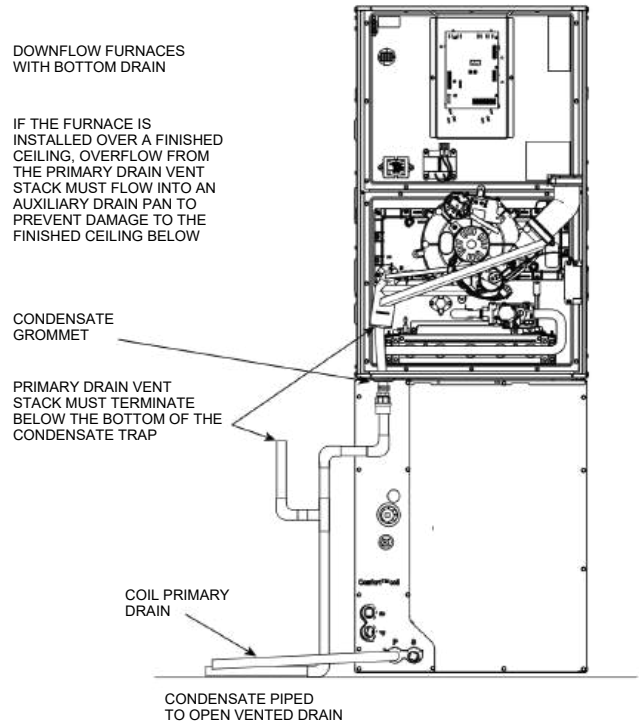 DOWNFLOW FURNACES
WITH BOTTOM DRAIN
IF THE FURNACE IS
INSTALLED OVER A FINISHED
CEILING, OVERFLOW FROM
THE PRIMARY DRAIN VENT
STACK MUST FLOW INTO AN
AUXILIARY DRAIN PAN TO
PREVENT DAMAGE TO THE
FINISHED CEILING BELOW
CONDENSATE
GROMMET
PRIMARY DRAIN VENT
STACK MUST TERMINATE
BELOW THE BOTTOM OF THE
CONDENSATE TRAP
Comfort™ coil
COIL PRIMARY
DRAIN
P S
CONDENSATE PIPED
TO OPEN VENTED DRAIN